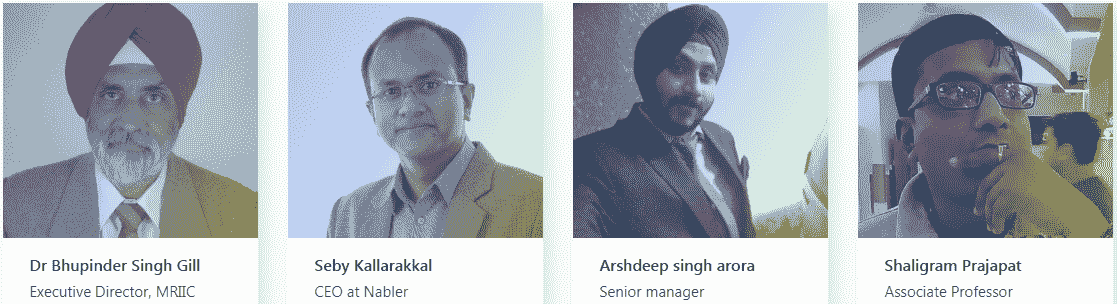 Dr Bhupinder Singh Gill
Executive Director, MRIIC
Seby Kallarakkal
CEO at Nabler
Arshdeep singh arora
Senior manager
Shaligram Prajapat
Associate Professor